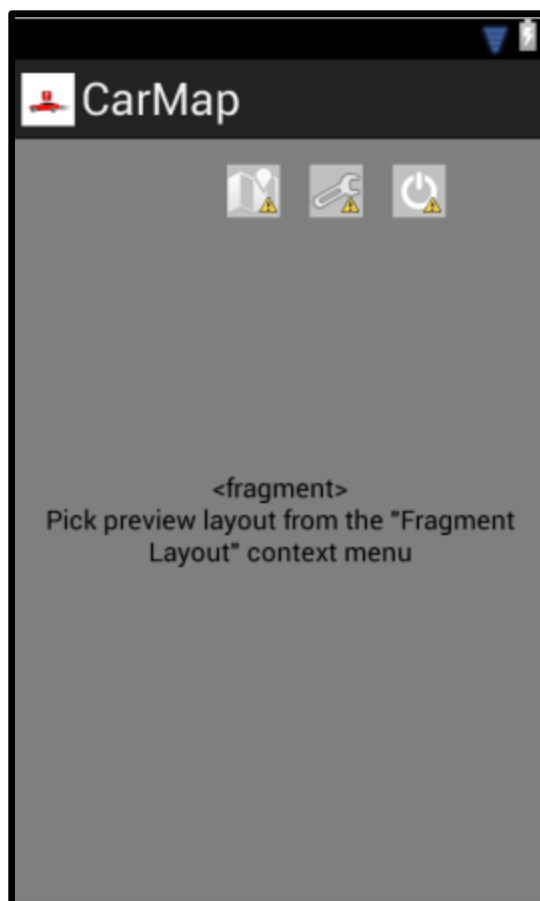 CarMap
<fragment>
Pick preview layout from the "Fragment
Layout" context menu